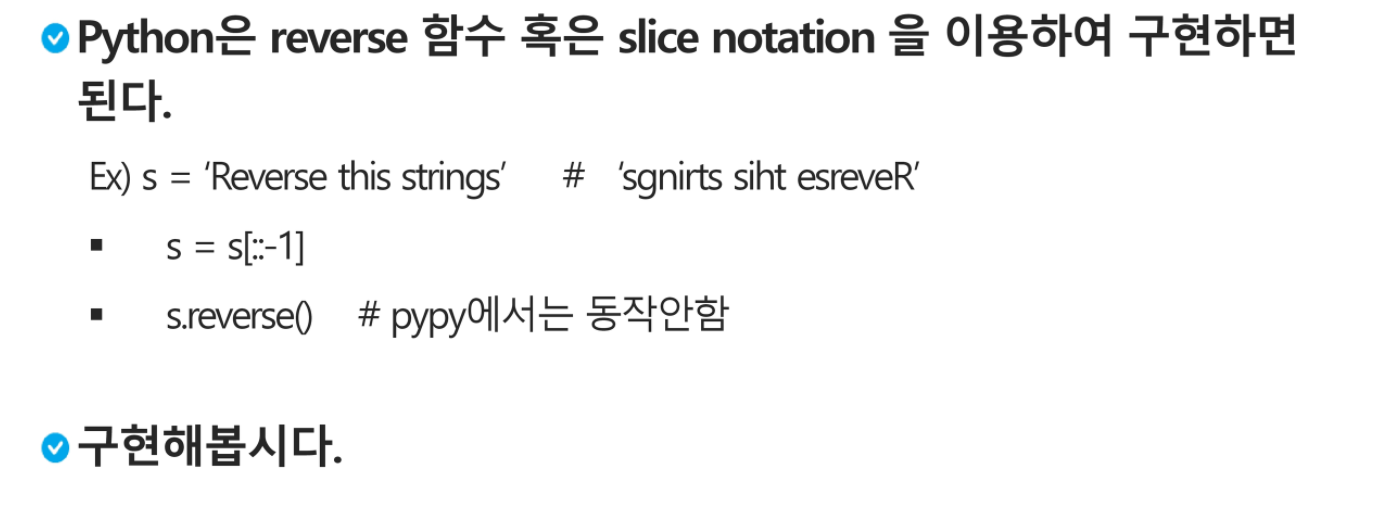 Python은 reverse 함수 혹은 slice notation 을 이용하여 구현하면
된다.
Ex) s = ‘Reverse this strings’ # ‘sgnirts siht esreveR’
▪ s = s[::-1]
▪ s.reverse() # pypy에서는 동작안함
구현해봅시다.